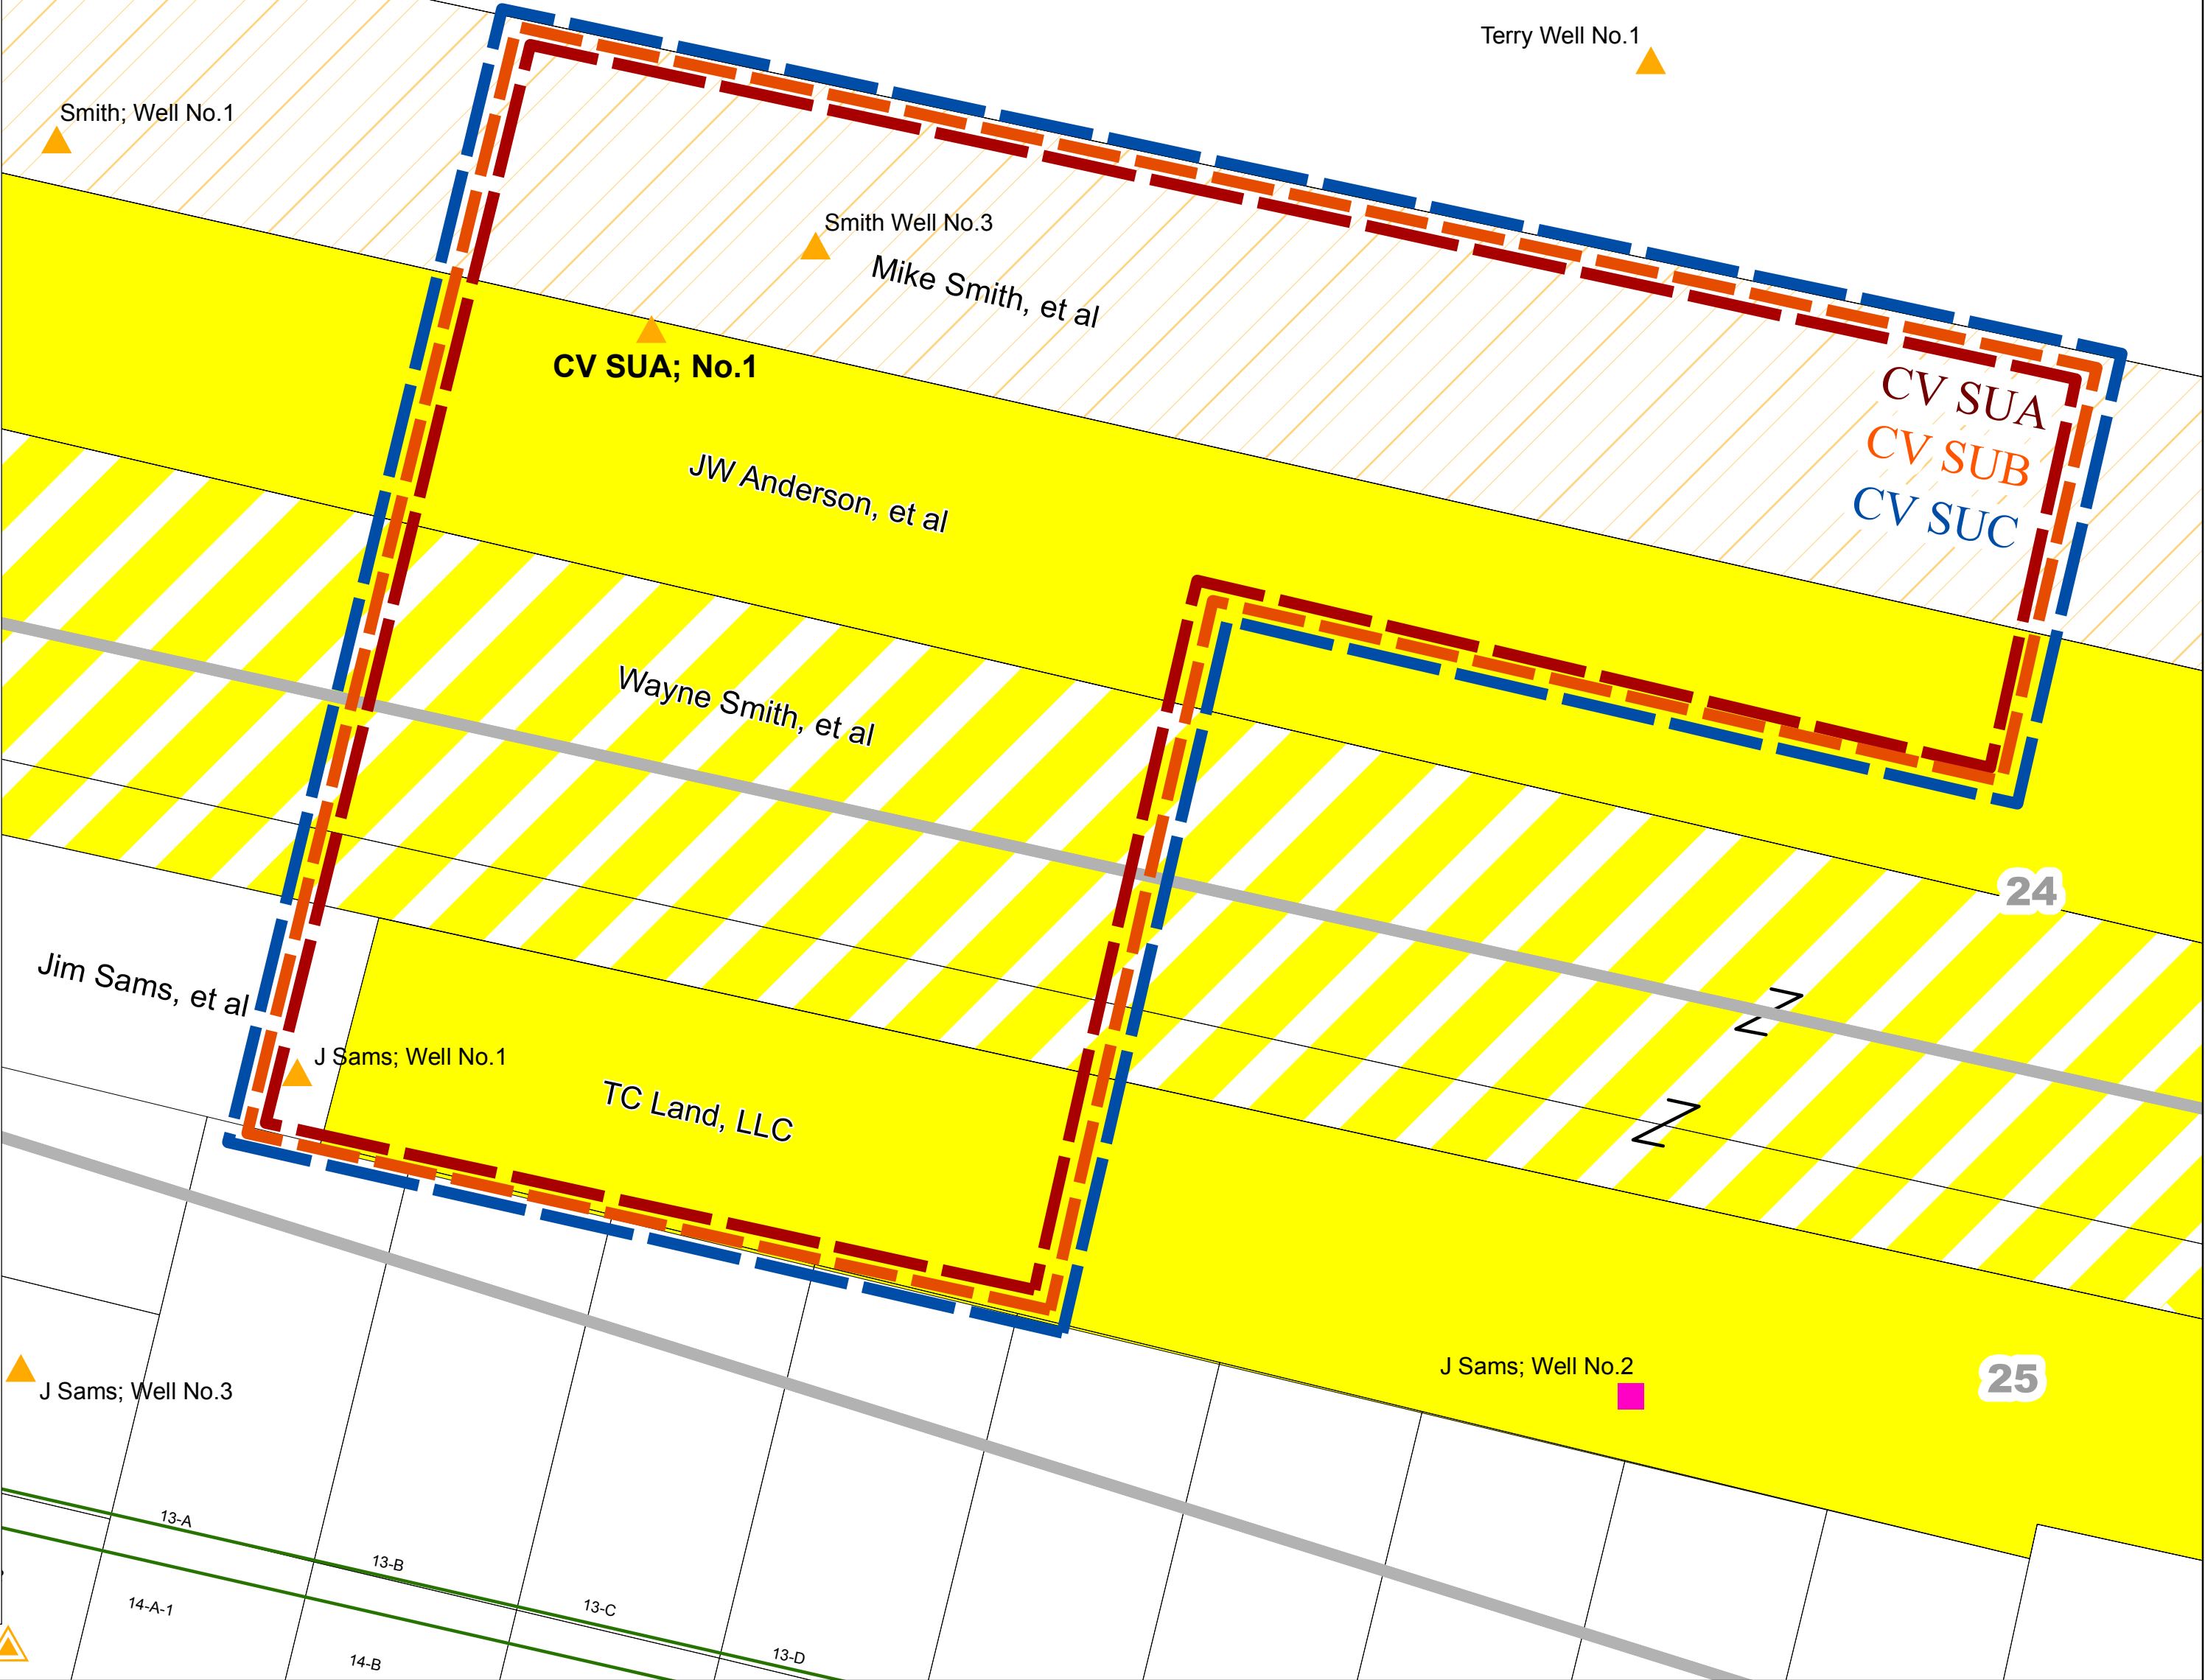 Terry Well No.1
Smith; Well No.1
Smith Well No.3
Mike Smith, et al
CV SUA; No.1
CV SUA
CV SUB
CV SUC
JW Anderson, et al
Wayne Smith, et al
24
Jim Sams, et al
J Sams; Well No.1
TC Land, LLC
J Sams; Well No.2
25
J Sams; Well No.3
13-A
13-B
13-C
13-D
14-A-1
14-B